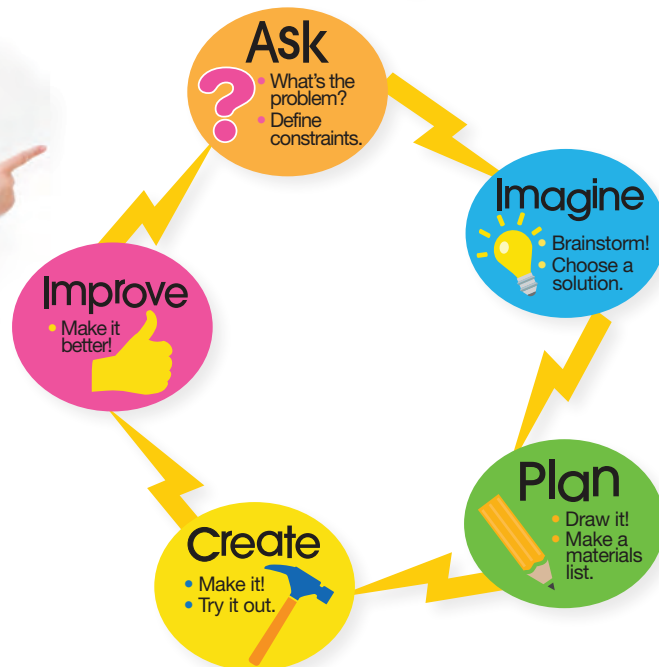 Ask
• What's the
problem?
• Define
constraints.
Imagine
• Brainstorm!
• Choose a
solution.
Plan
• Draw it!
• Make a
materials
list.
Create
• Make it!
• Try it out.
Improve
• Make it
better!